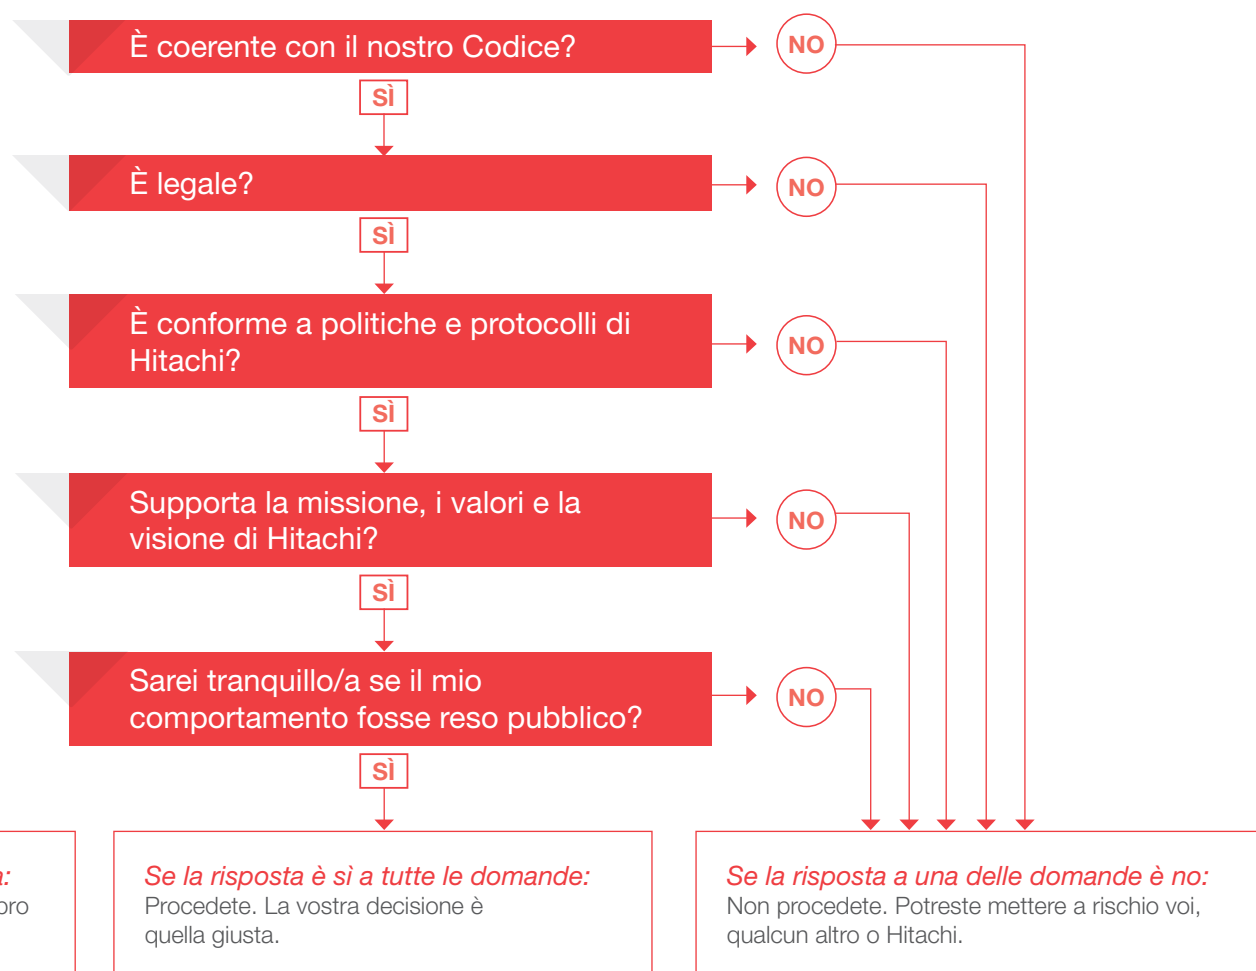 È coerente con il nostro Codice?
NO
SÌ
È legale?
NO
SÌ
È conforme a politiche e protocolli di
Hitachi?
NO
SÌ
Supporta la missione, i valori e la
visione di Hitachi?
NO
SÌ
Sarei tranquillo/a se il mio
comportamento fosse reso pubblico?
NO
SÌ
Se la risposta è sì a tutte le domande:
Procedete. La vostra decisione è
quella giusta.
Se la risposta a una delle domande è no:
Non procedete. Potreste mettere a rischio voi,
qualcun altro o Hitachi.